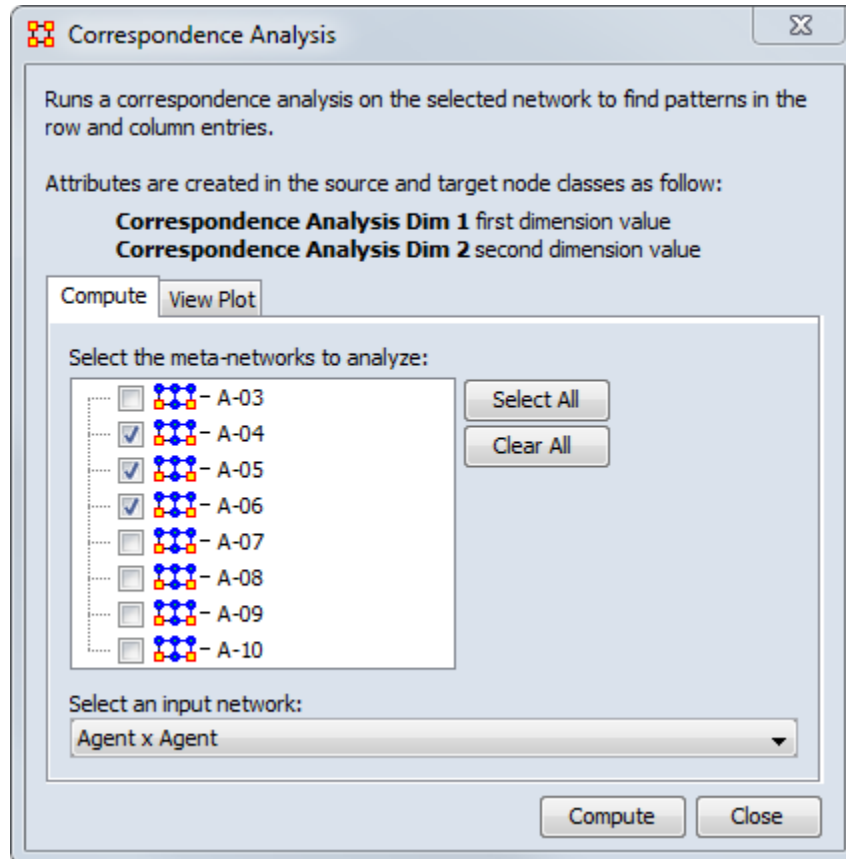 Correspondence Analysis
Runs a correspondence analysis on the selected network to find patterns in the
row and column entries.
Attributes are created in the source and target node classes as follow:
Correspondence Analysis Dim 1 first dimension value
Correspondence Analysis Dim 2 second dimension value
Compute View Plot
Select the meta-networks to analyze:
A-03
Select All
A-04
Clear All
A-05
A-06
A-07
A-08
A-09
A-10
Select an input network:
Agent x Agent
Compute Close